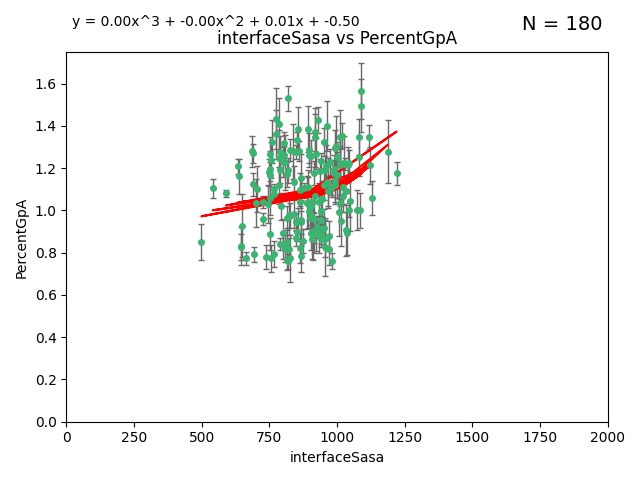 y = 0.00x^3 + -0.00x^2 + 0.01x + -0.50
N = 180
interfaceSasa vs PercentGpA
PercentGpA
1.6
1.4
1.2
1.0
0.8
0.6
0.4
0.2
0.0
0 250 500 750 1000 1250 1500 1750 2000
interfaceSasa